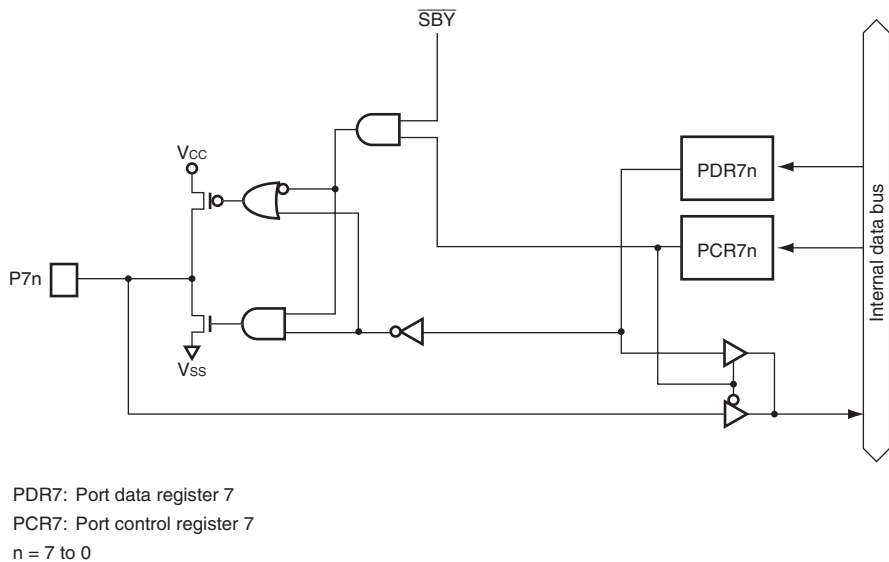 SBY
VCC
PDR7n
PCR7n
Internal data bus
P7n
VSS
PDR7: Port data register 7
PCR7: Port control register 7
n = 7 to 0